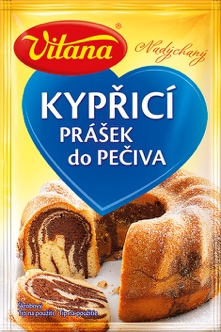 Vitana®
Nadýchaný
KYPŘICÍ
PRÁŠEK
do PEČIVA